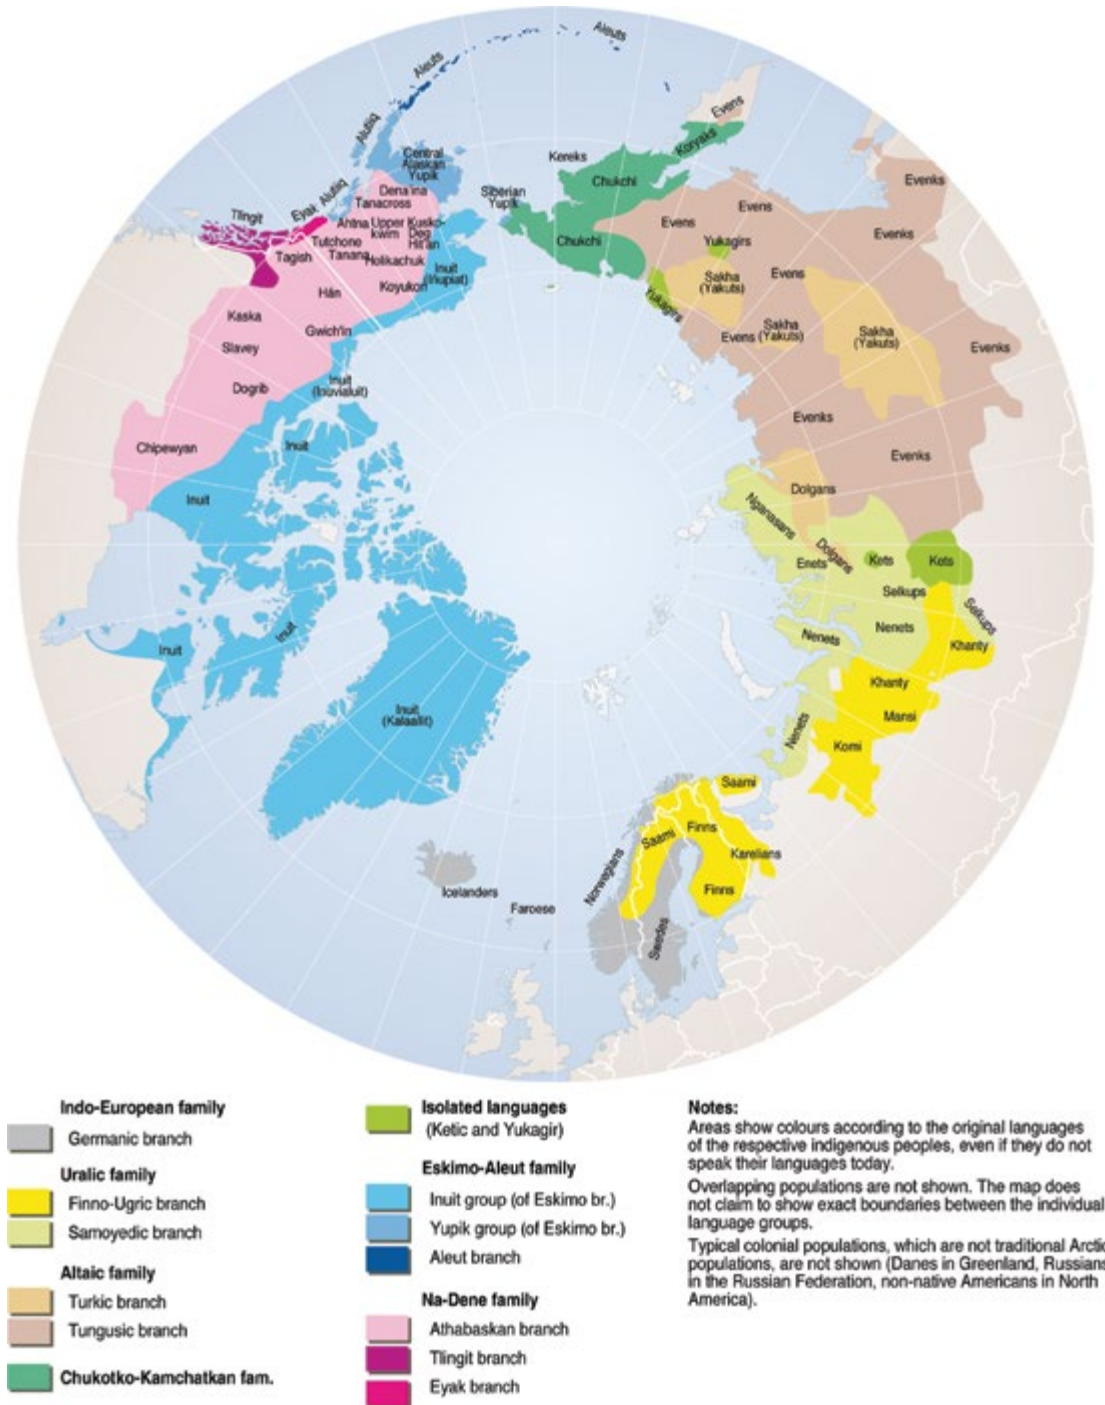 Aleuts
Aleuts
Alutiiq
Evens
Koryaks
Kereks
Central
Alaskan
Yupik
Chukchi
Siberian
Yupik
Dena'ina
Tanacross
Alutiiq
Eyak
Tlingit
Ahtna
Upper Kusko-
kwim
Deg
Hit'an
Tutchone
Tanana
Holikachuk
Tagish
Inuit
(Iñupiat)
Koyukon
Hän
Kaska
Gwich'in
Slavey
Dogrib
Inuit
(Inuvialuit)
Chipewyan
Inuit
Inuit
Inuit
Inuit
Inuit
(Kalaallit)
Chukchi
Evens
Evens
Evenks
Evenks
Yukagirs
Sakha
(Yakuts)
Evens
Yukagirs
Evens
Sakha
(Yakuts)
Sakha
(Yakuts)
Evenks
Evenks
Evenks
Dolgans
Nganasans
Dolgans
Enets
Kets
Kets
Selkups
Selkups
Nenets
Nenets
Khanty
Khanty
Mansi
Nenets
Komi
Saami
Finns
Saami
Karelians
Finns
Norwegians
Swedes
Icelanders
Faroese
Indo-European family
Germanic branch
Uralic family
Finno-Ugric branch
Samoyedic branch
Altaic family
Turkic branch
Tungusic branch
Chukotko-Kamchatkan fam.
Isolated languages
(Ketic and Yukagir)
Eskimo-Aleut family
Inuit group (of Eskimo br.)
Yupik group (of Eskimo br.)
Aleut branch
Na-Dene family
Athabaskan branch
Tlingit branch
Eyak branch
Notes:
Areas show colours according to the original languages
of the respective indigenous peoples, even if they do not
speak their languages today.
Overlapping populations are not shown. The map does
not claim to show exact boundaries between the individual
language groups.
Typical colonial populations, which are not traditional Arctic
populations, are not shown (Danes in Greenland, Russians
in the Russian Federation, non-native Americans in North
America).